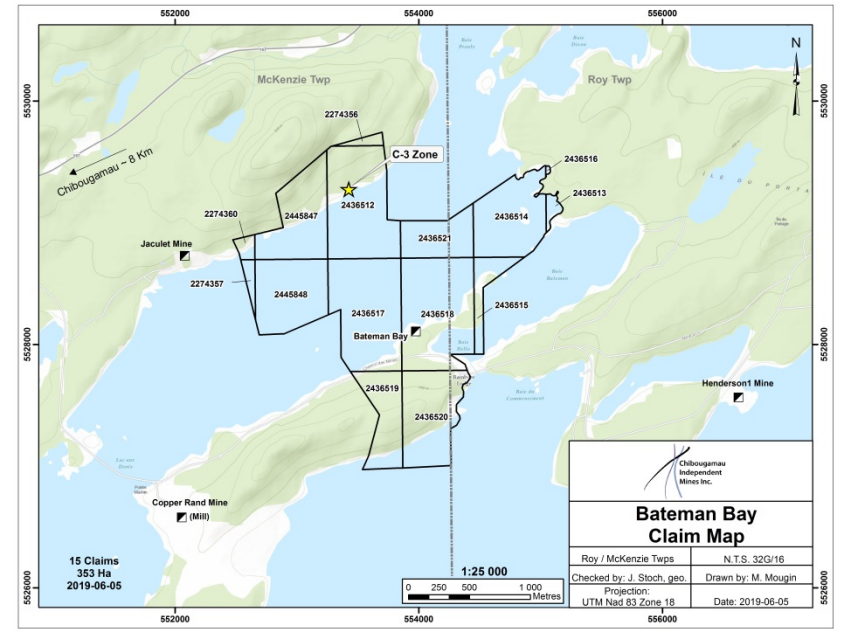 552000
554000
556000
5530000
5530000
McKenzie Twp
Roy Twp
N
2274356
C-3 Zone
Chibougamau ~ 8 Km
2436516
2436513
2436512
2445847
2436514
2274360
2436521
Jaculet Mine
2274357
2445848
2436515
2436517
2436518
Bateman Bay
5528000
5528000
2436519
Henderson1 Mine
2436520
Copper Rand Mine
(Mill)
Chibougamau
Independent
Mines Inc.
Bateman Bay
Claim Map
Roy / McKenzie Twps
N.T.S. 32G/16
Checked by: J. Stoch, geo.
Drawn by: M. Mougin
Projection:
UTM Nad 83 Zone 18
Date: 2019-06-05
15 Claims
353 Ha
2019-06-05
1:25 000
0 250 500 1 000
Metres
5526000
5526000
552000
554000
556000